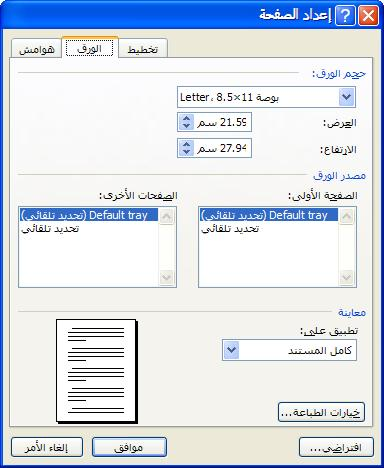 إعداد الصفحة
هوامش
الورق
تخطيط
حجم الورق:
Letter، 8.5×11 بوصة
العرض:
21.59 سم
الارتفاع:
27.94 سم
مصدر الورق
الصفحة الأولى:
Default tray (تحديد تلقائي)
تحديد تلقائي
الصفحات الأخرى:
Default tray (تحديد تلقائي)
تحديد تلقائي
معاينة
تطبيق على:
كامل المستند
خيارات الطباعة...
افتراضي...
موافق
إلغاء الأمر